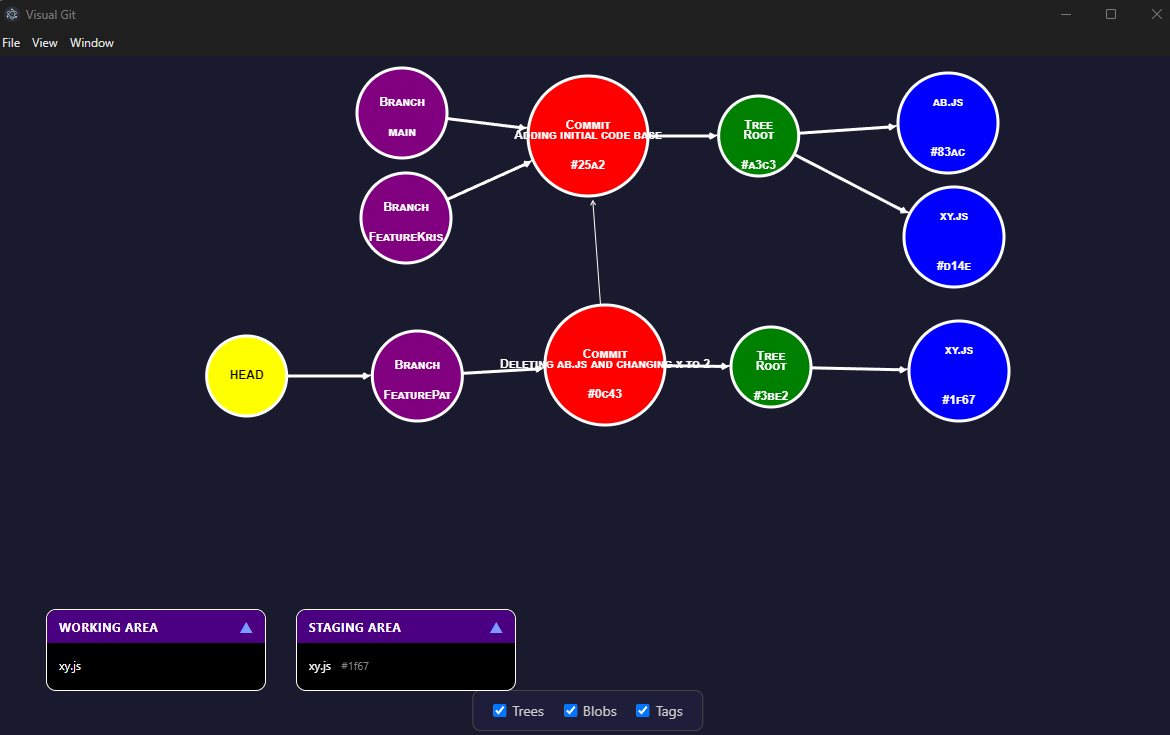 Visual Git
File View Window
Branch
main
Commit
Adding initial code base
#25a2
Tree
Root
#a3c3
ab.js
#83ac
Branch
FeatureKris
xy.js
#d14e
HEAD
Branch
FeaturePat
Commit
Deleting ab.js and changing x to 2
#0c43
Tree
Root
#3be2
xy.js
#1f67
WORKING AREA
xy.js
STAGING AREA
xy.js #1f67
Trees Blobs Tags